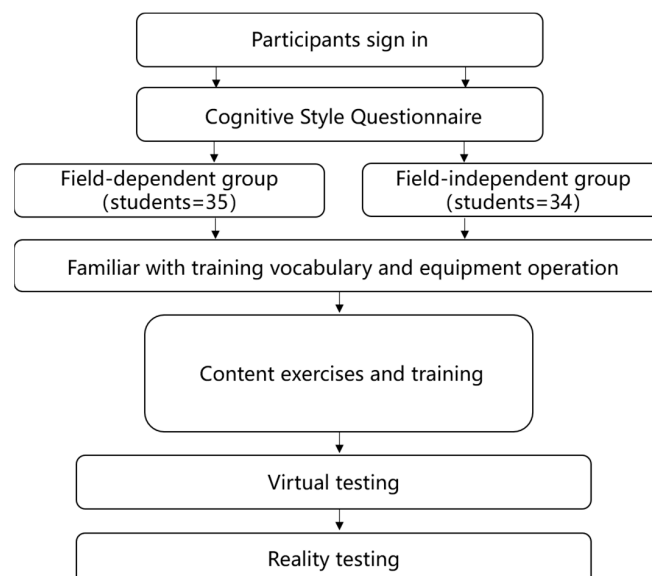 Participants sign in
Cognitive Style Questionnaire
Field-dependent group
(students=35)
Field-independent group
(students=34)
Familiar with training vocabulary and equipment operation
Content exercises and training
Virtual testing
Reality testing